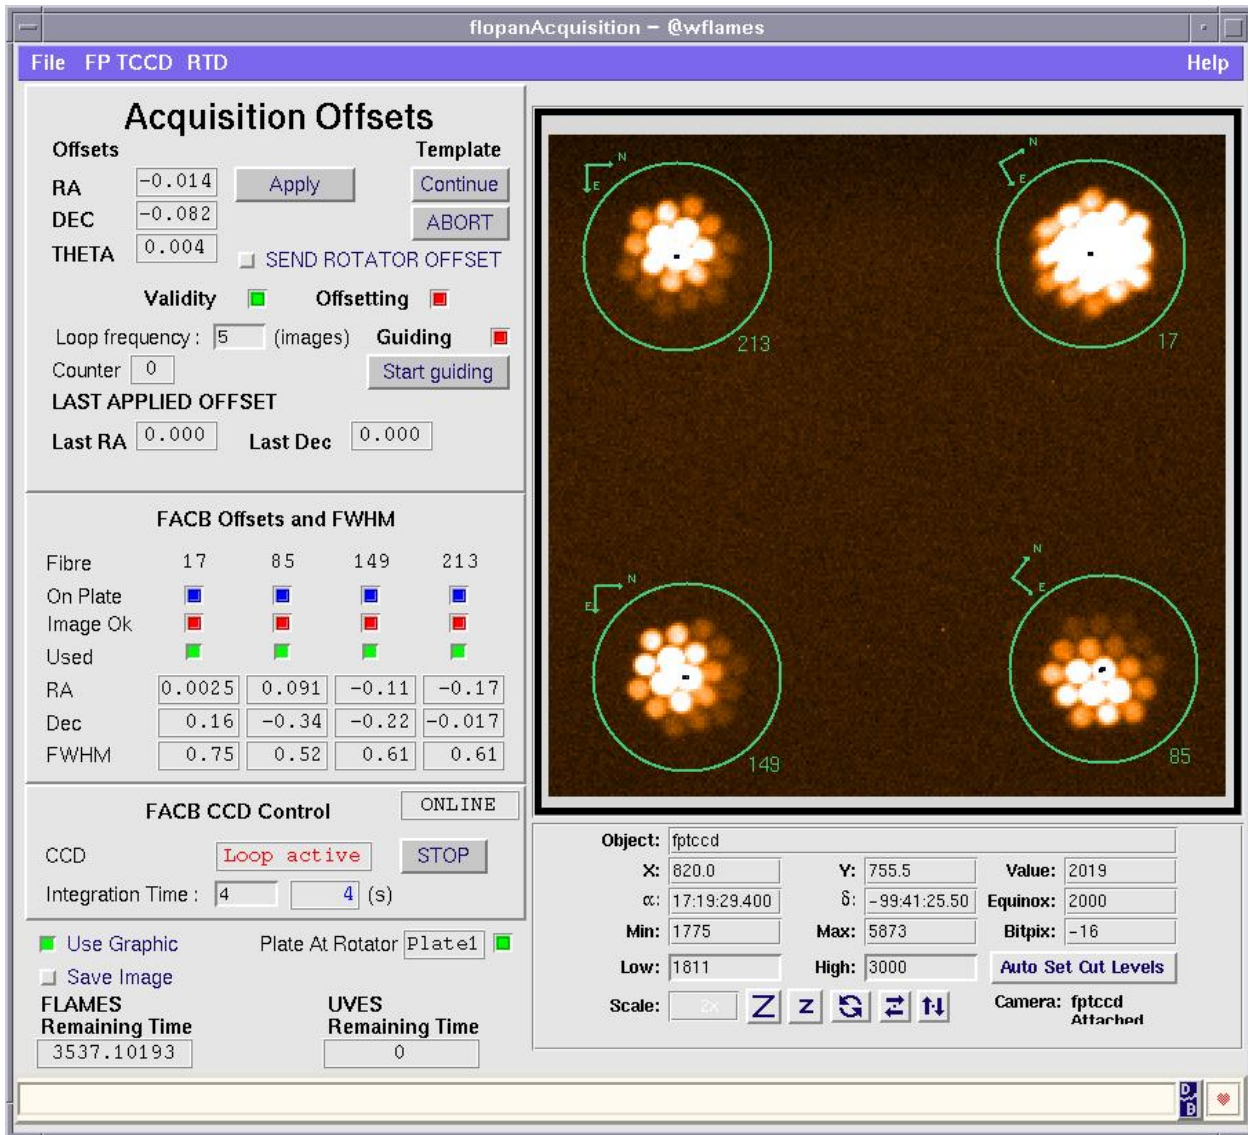 flopanAcquisition – @wflames
File FP TCCD RTD Help
Acquisition Offsets
Offsets Template
RA -0.014 Apply Continue
DEC -0.082 ABORT
THETA 0.004 SEND ROTATOR OFFSET
Validity Offsetting
Loop frequency : 5 (images) Guiding
Counter 0 Start guiding
LAST APPLIED OFFSET
Last RA 0.000 Last Dec 0.000
FACB Offsets and FWHM
Fibre 17 85 149 213
On Plate
Image Ok
Used
RA 0.0025 0.091 -0.11 -0.17
Dec 0.16 -0.34 -0.22 -0.017
FWHM 0.75 0.52 0.61 0.61
FACB CCD Control ONLINE
CCD Loop active STOP
Integration Time : 4 4 (s)
Use Graphic Plate At Rotator Plate1
Save Image
FLAMES UVES
Remaining Time Remaining Time
3537.10193 0
N N
E E
213 17
N N
E E
149 85
Object: fptccd
X: 820.0 Y: 755.5 Value: 2019
α: 17:19:29.400 δ: -99:41:25.50 Equinox: 2000
Min: 1775 Max: 5873 Bitpix: -16
Low: 1811 High: 3000 Auto Set Cut Levels
Scale: 2x Z z Camera: fptccd
Attached
D
B